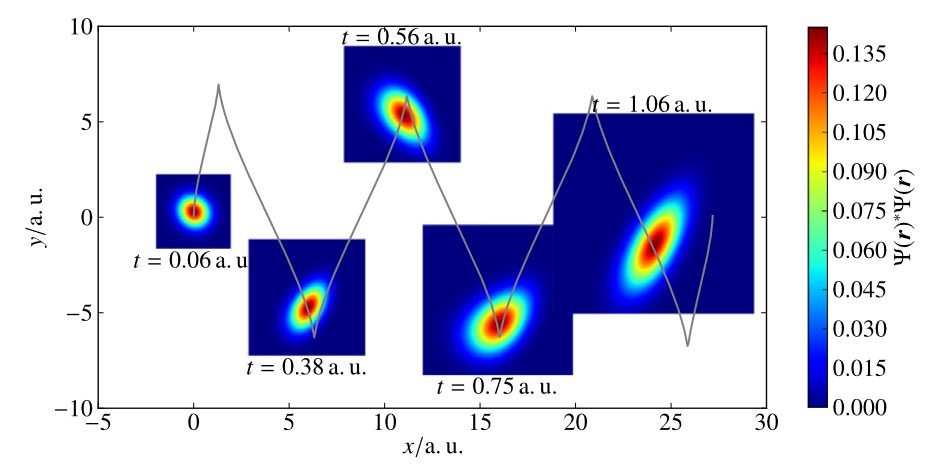 10
5
0
−5
−10
y/a. u.
−5
0
5
10
15
20
25
30
x/a. u.
t = 0.06 a. u.
t = 0.38 a. u.
t = 0.56 a. u.
t = 0.75 a. u.
t = 1.06 a. u.
0.135
0.120
0.105
0.090
0.075
0.060
0.045
0.030
0.015
0.000
Ψ(r)*Ψ(r)